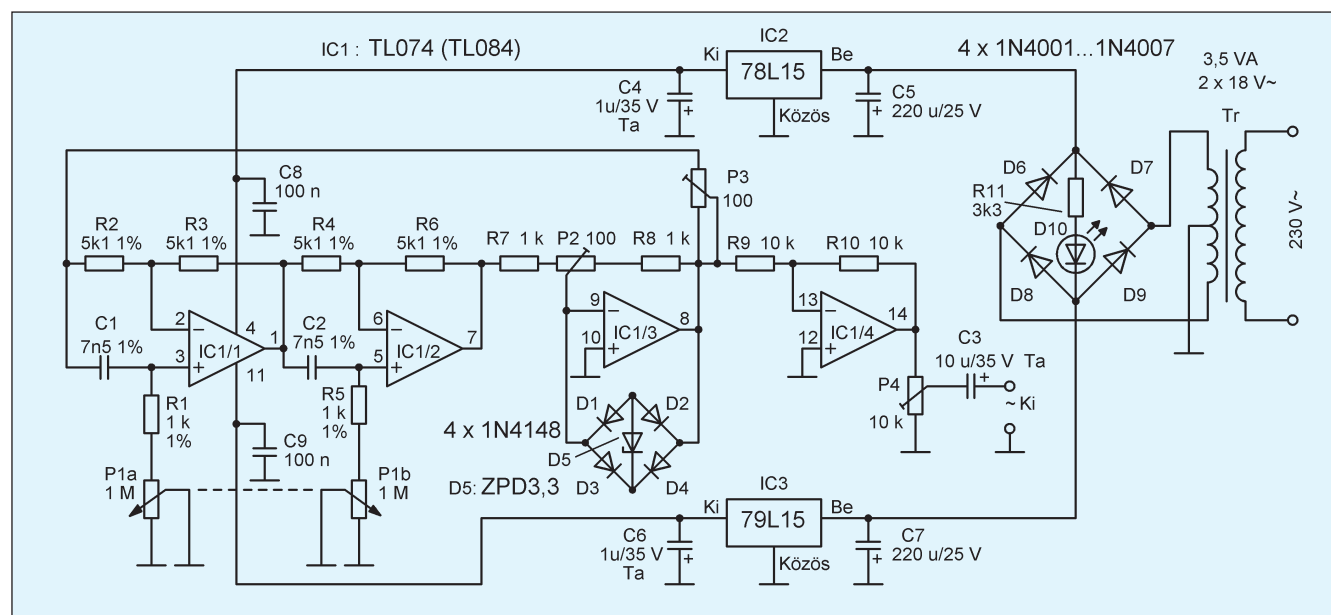 IC1 : TL074 (TL084)
IC2
4 x 1N4001...1N4007
Ki
78L15
Be
Közös
C4
1u/35 V
Ta
+
C5
220 u/25 V
+
3,5 VA
2 x 18 V~
Tr
230 V~
C8
100 n
P3
100
D6
D7
R11
3k3
D10
D8
D9
R2
5k1 1%
R3
5k1 1%
R4
5k1 1%
R6
5k1 1%
R7 1 k
P2 100
R8 1 k
R9 10 k
R10 10 k
C1
7n5 1%
2
−
3
+
IC1/1
4
11
1
C2
7n5 1%
6
−
5
+
IC1/2
7
9
−
10
+
IC1/3
8
13
−
12
+
IC1/4
14
C3
10 u/35 V Ta
+
~ Ki
P4
10 k
R1
1 k
1%
R5
1 k
1%
C9
100 n
P1a
1 M
P1b
1 M
4 x 1N4148
D1
D2
D5
D3
D4
D5: ZPD3,3
IC3
Ki
79L15
Be
Közös
C6
1u/35 V
Ta
+
C7
220 u/25 V
+